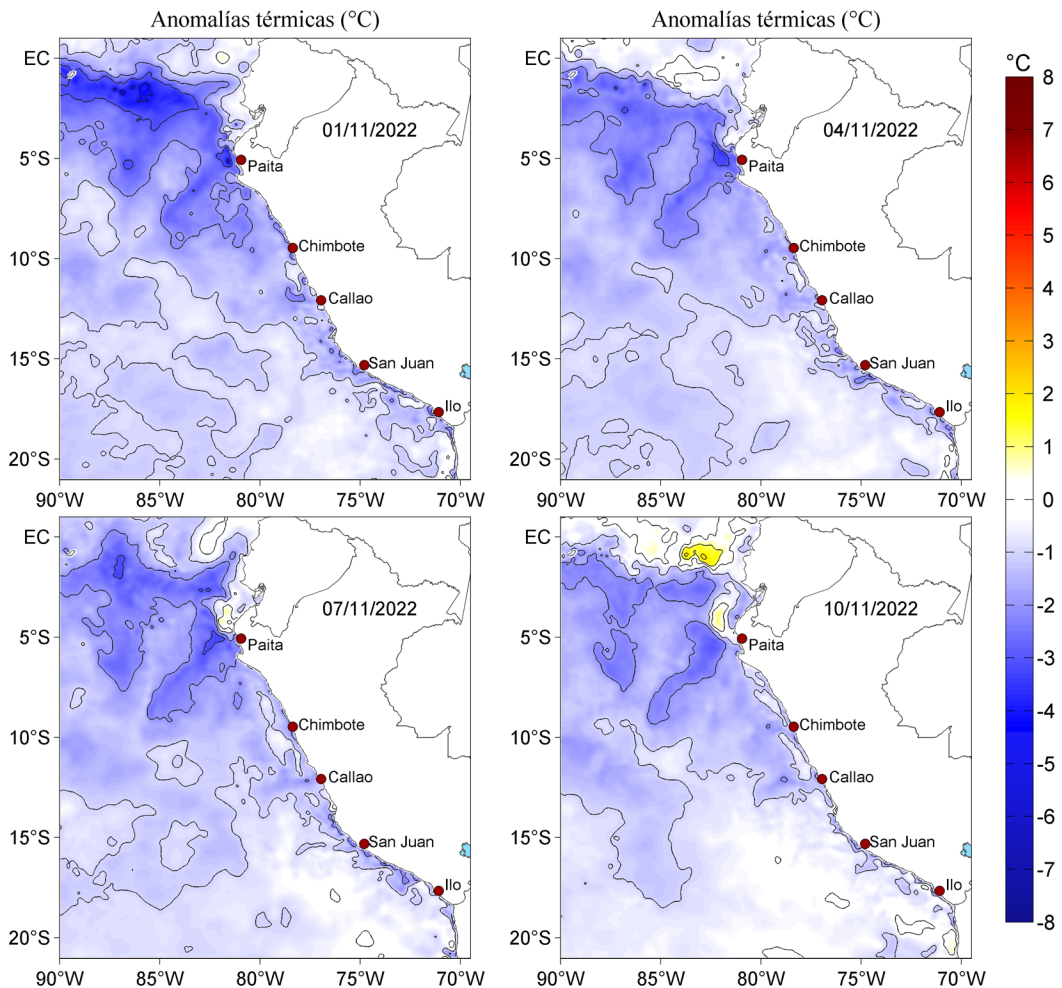 Anomalías térmicas (°C)
Anomalías térmicas (°C)
EC
5°S
10°S
15°S
20°S
01/11/2022
Paita
Chimbote
Callao
San Juan
Ilo
90°W
85°W
80°W
75°W
70°W
EC
5°S
10°S
15°S
20°S
04/11/2022
Paita
Chimbote
Callao
San Juan
Ilo
90°W
85°W
80°W
75°W
70°W
EC
5°S
10°S
15°S
20°S
07/11/2022
Paita
Chimbote
Callao
San Juan
Ilo
90°W
85°W
80°W
75°W
70°W
EC
5°S
10°S
15°S
20°S
10/11/2022
Paita
Chimbote
Callao
San Juan
Ilo
90°W
85°W
80°W
75°W
70°W
°C
8
7
6
5
4
3
2
1
0
-1
-2
-3
-4
-5
-6
-7
-8